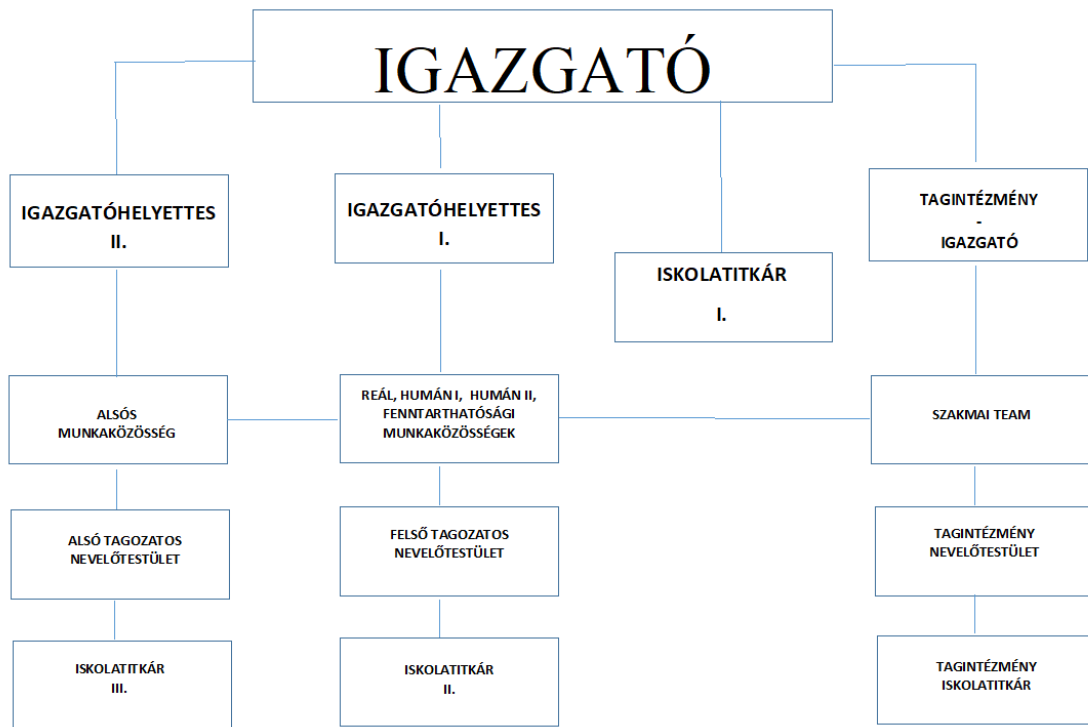 IGAZGATÓ
IGAZGATÓHELYETTES
II.
IGAZGATÓHELYETTES
I.
ISKOLATITKÁR
I.
TAGINTÉZMÉNY
-
IGAZGATÓ
ALSÓS
MUNKAKÖZÖSSÉG
REÁL, HUMÁN I, HUMÁN II,
FENNTARTHATÓSÁGI
MUNKAKÖZÖSSÉGEK
SZAKMAI TEAM
ALSÓ TAGOZATOS
NEVELŐTESTÜLET
FELSŐ TAGOZATOS
NEVELŐTESTÜLET
TAGINTÉZMÉNY
NEVELŐTESTÜLET
ISKOLATITKÁR
III.
ISKOLATITKÁR
II.
TAGINTÉZMÉNY
ISKOLATITKÁR